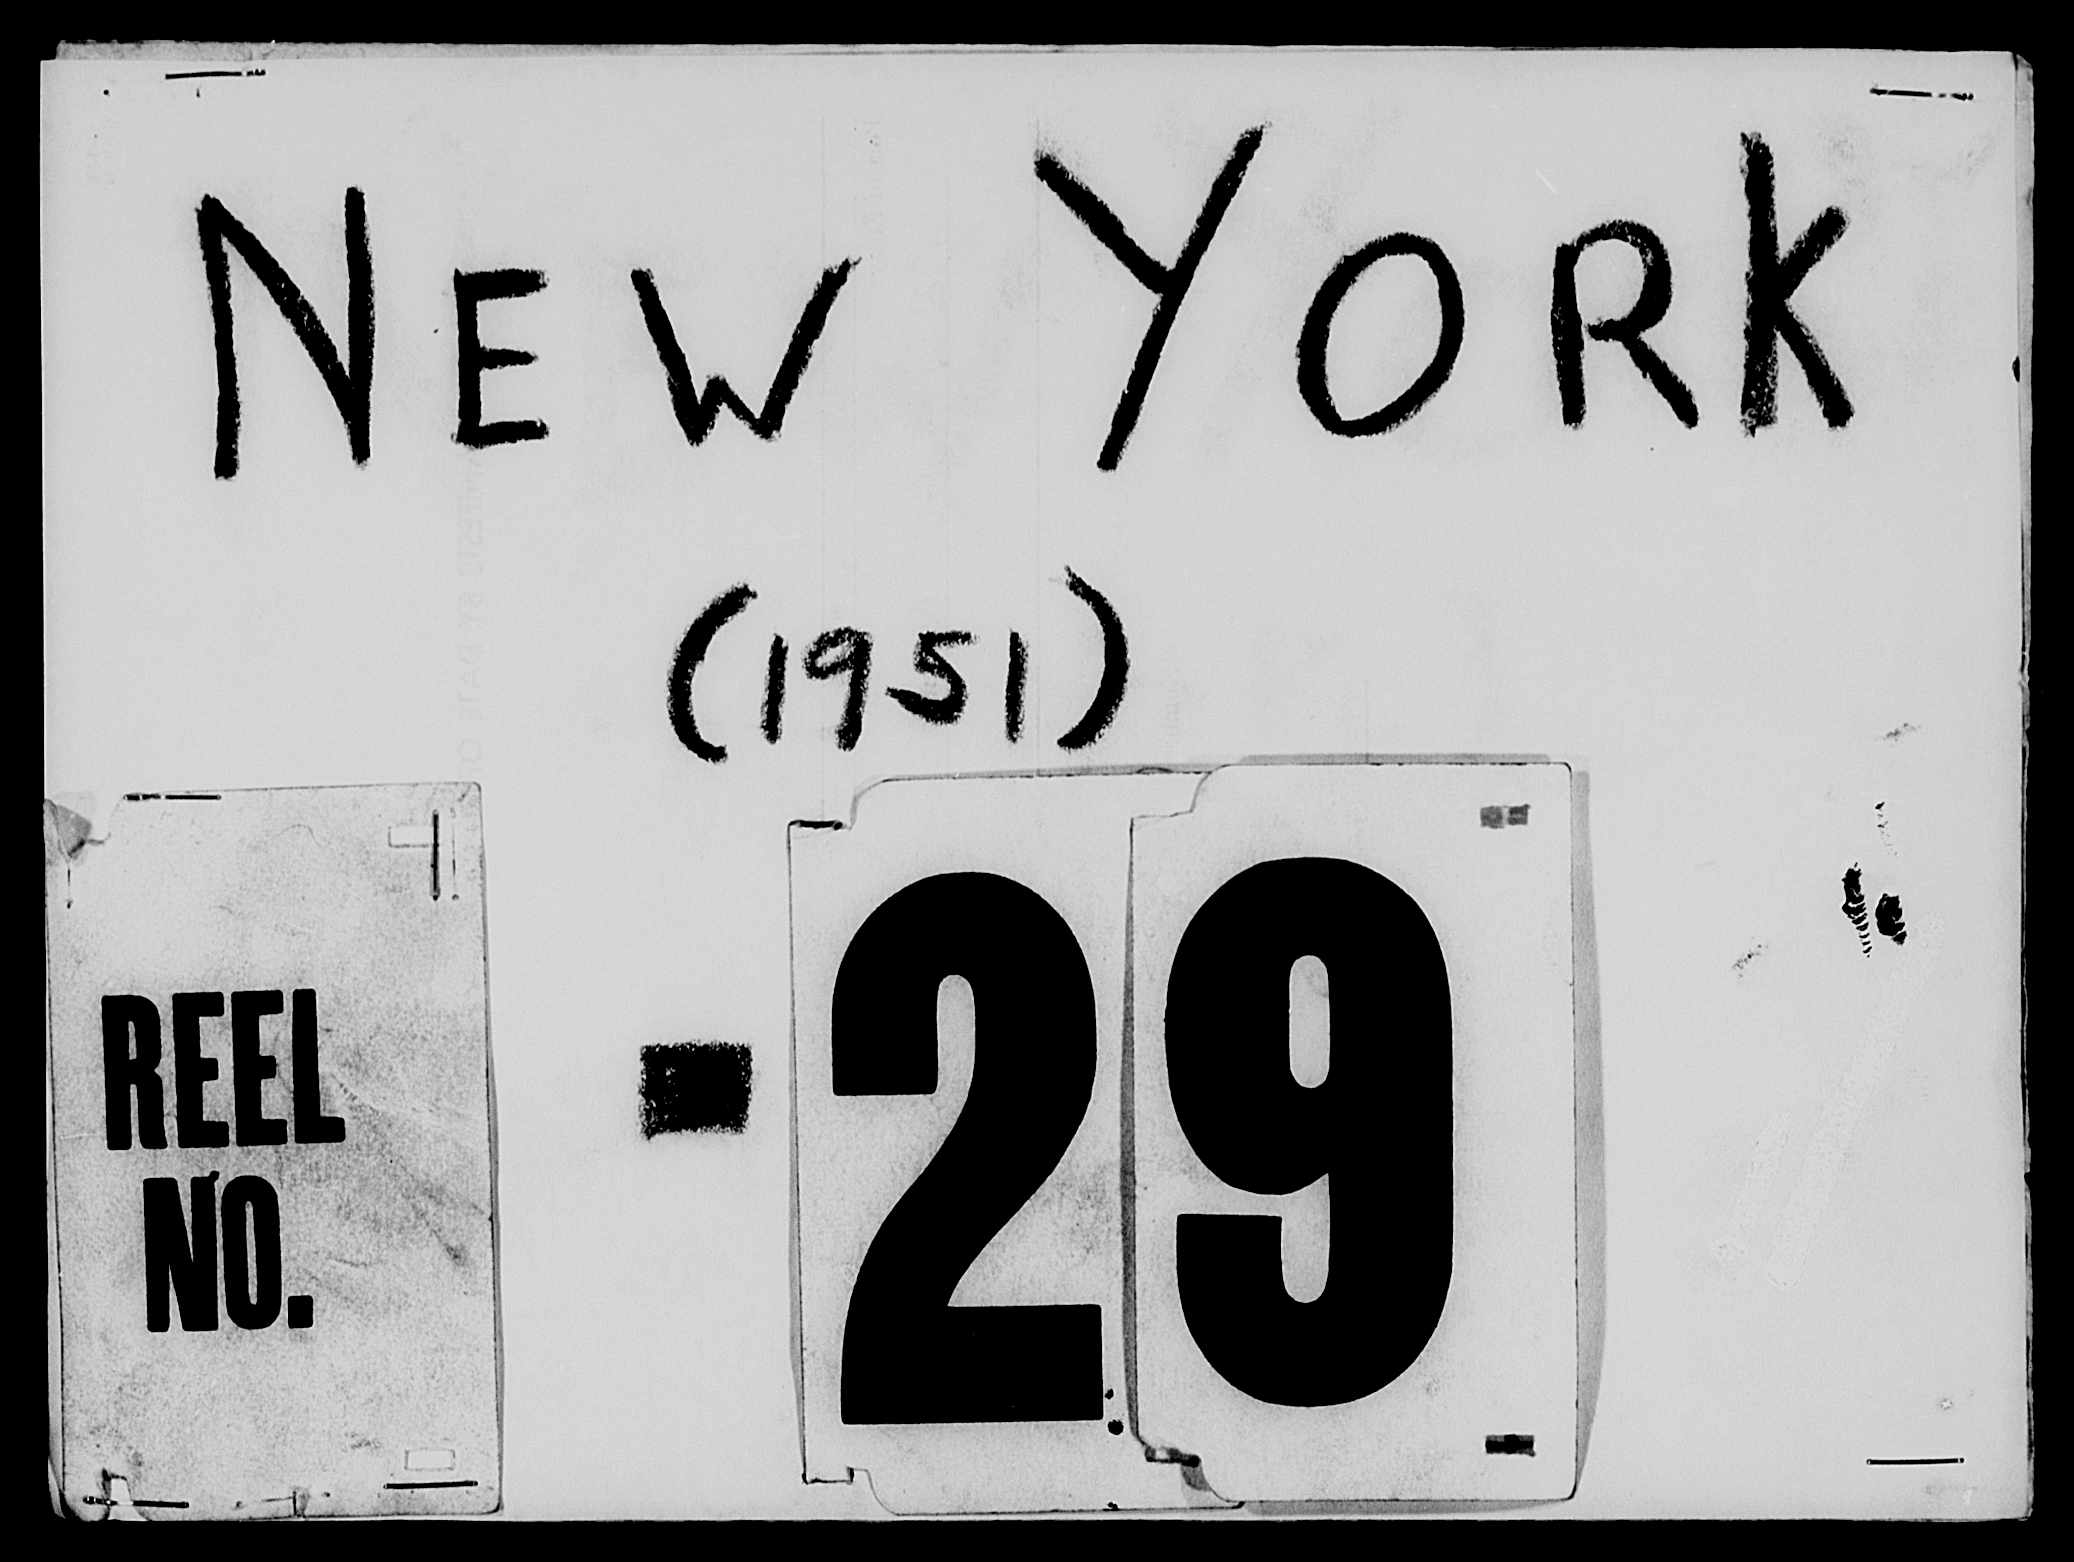 NEW YORK
(1951)
REEL
NO.
- 29